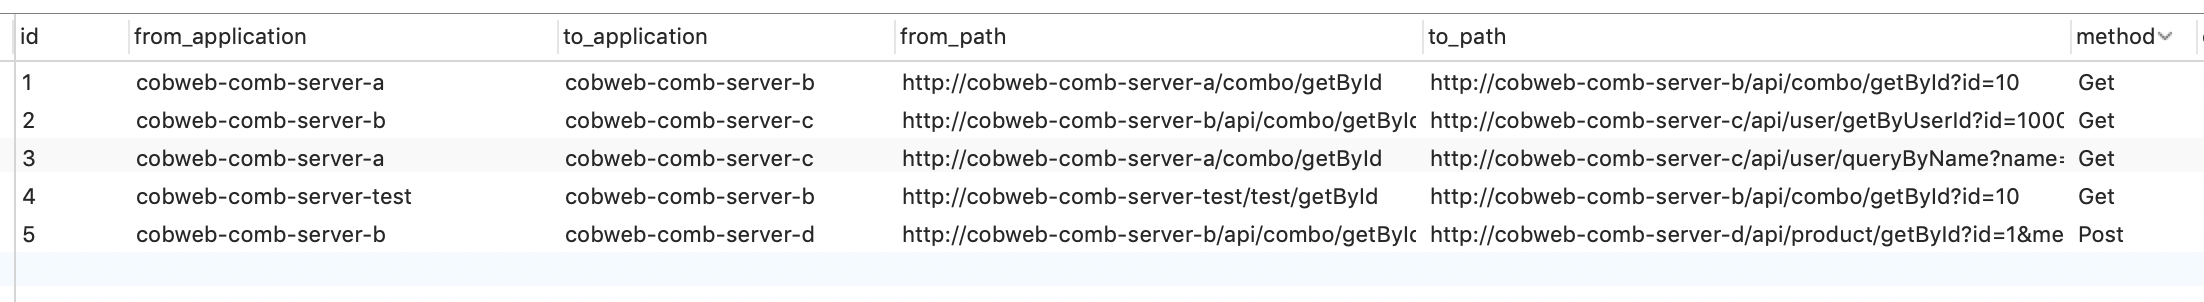 id from_application to_application from_path to_path method
1 cobweb-comb-server-a cobweb-comb-server-b http://cobweb-comb-server-a/combo/getById http://cobweb-comb-server-b/api/combo/getById?id=10 Get
2 cobweb-comb-server-b cobweb-comb-server-c http://cobweb-comb-server-b/api/combo/getByI http://cobweb-comb-server-c/api/user/getByUserId?id=100 Get
3 cobweb-comb-server-a cobweb-comb-server-c http://cobweb-comb-server-a/combo/getById http://cobweb-comb-server-c/api/user/queryByName?name= Get
4 cobweb-comb-server-test cobweb-comb-server-b http://cobweb-comb-server-test/test/getById http://cobweb-comb-server-b/api/combo/getById?id=10 Get
5 cobweb-comb-server-b cobweb-comb-server-d http://cobweb-comb-server-b/api/combo/getByI http://cobweb-comb-server-d/api/product/getById?id=1&me Post